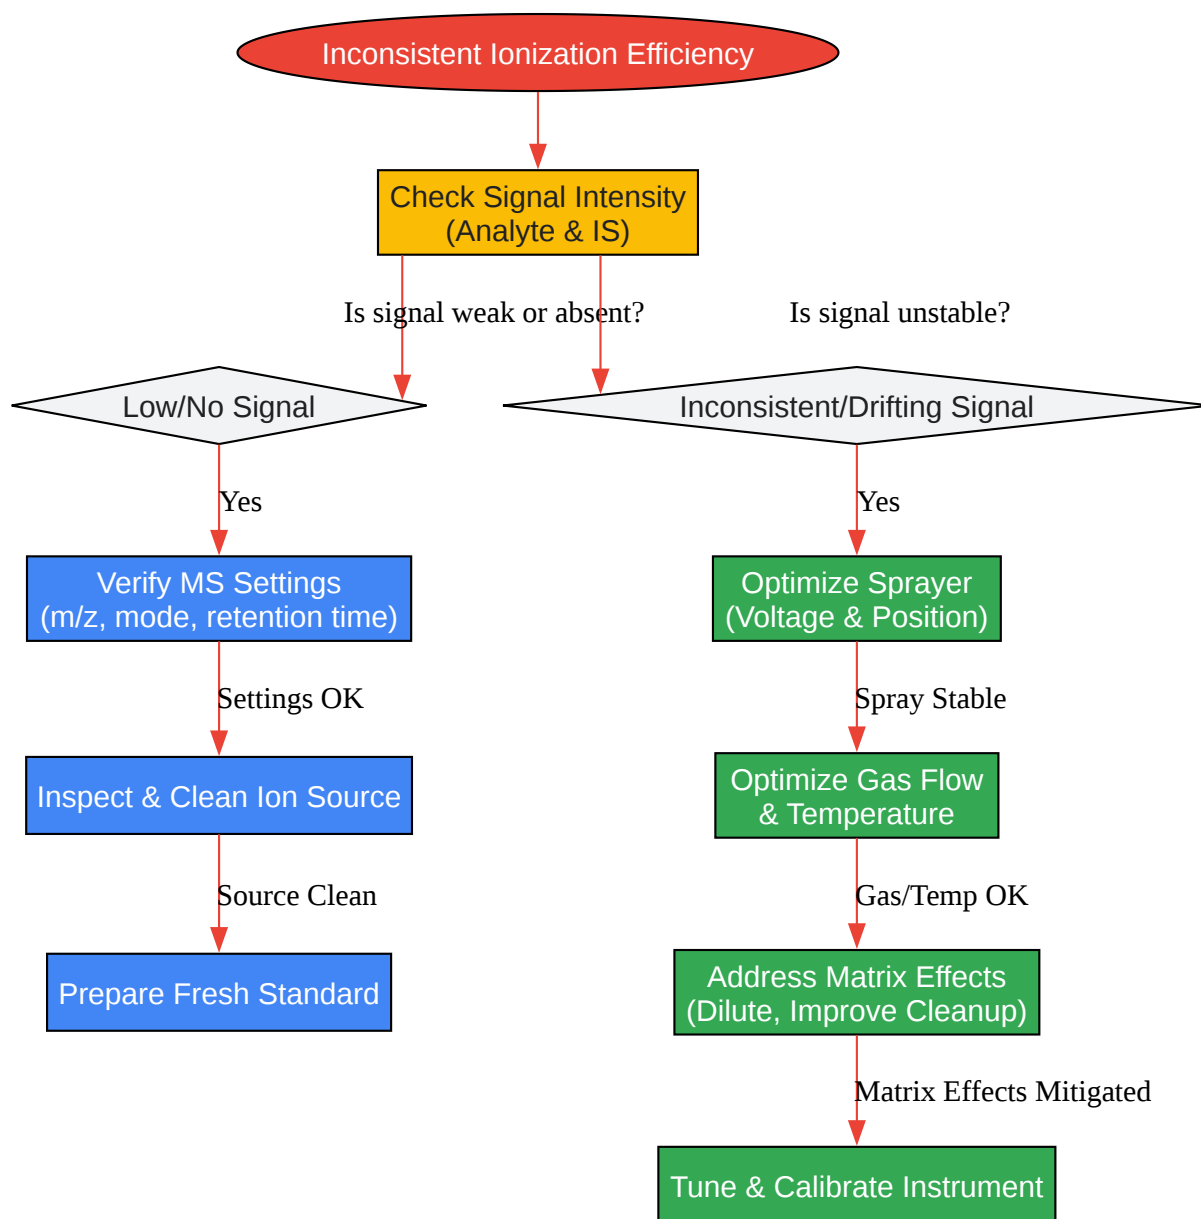 Inconsistent Ionization Efficiency
Check Signal Intensity
(Analyte & IS)
Is signal weak or absent?
Is signal unstable?
Low/No Signal
Inconsistent/Drifting Signal
Yes
Yes
Verify MS Settings
(m/z, mode, retention time)
Optimize Sprayer
(Voltage & Position)
Settings OK
Spray Stable
Inspect & Clean Ion Source
Optimize Gas Flow
& Temperature
Source Clean
Gas/Temp OK
Prepare Fresh Standard
Address Matrix Effects
(Dilute, Improve Cleanup)
Matrix Effects Mitigated
Tune & Calibrate Instrument